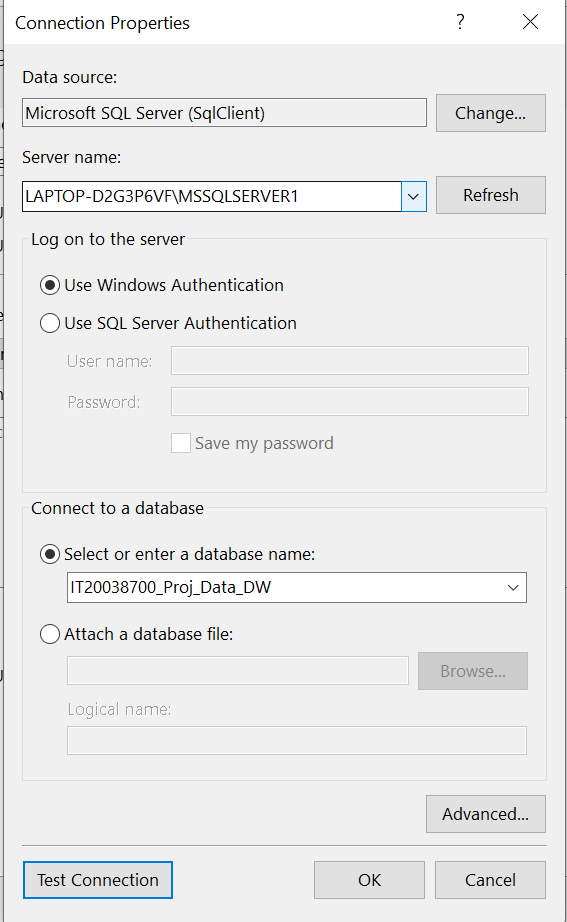 Connection Properties ?
Data source:
Microsoft SQL Server (SqlClient) Change...
Server name:
LAPTOP-D2G3P6VF\MSSQLSERVER1 Refresh
Log on to the server
Use Windows Authentication
Use SQL Server Authentication
User name:
Password:
Save my password
Connect to a database
Select or enter a database name:
IT20038700_Proj_Data_DW
Attach a database file:
Browse...
Logical name:
Advanced...
Test Connection OK Cancel